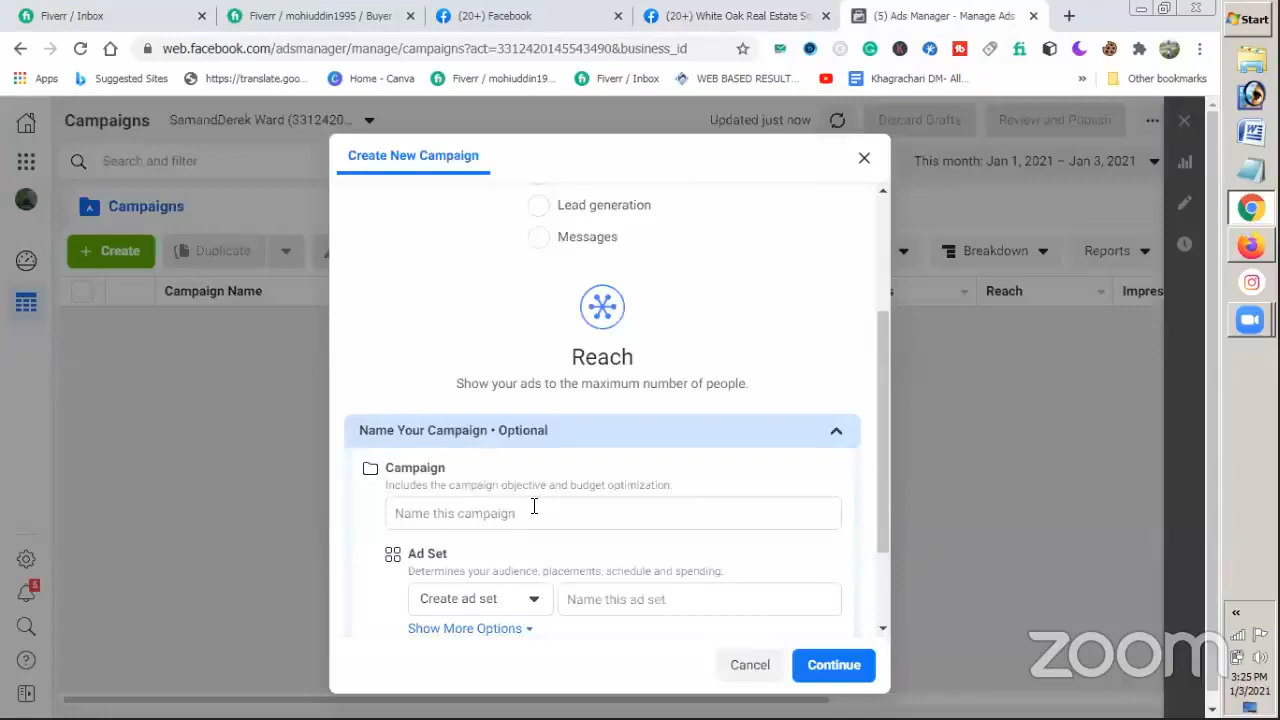 Fiverr / Inbox
Fiverr / mohiuddin1995 / Buyer
(20+) Facebook
(20+) White Oak Real Estate Se
(5) Ads Manager - Manage Ads
Start
web.facebook.com/adsmanager/manage/campaigns?act=3312420145543490&business_id
Apps
Suggested Sites
https://translate.goo...
Home - Canva
Fiverr / mohiuddin19...
Fiverr / Inbox
WEB BASED RESULT...
Khagrachari DM- All...
»
Other bookmarks
Campaigns
SamandDerek Ward (3312420...
Updated just now
Discard Drafts
Review and Publish
Create New Campaign
Search and filter
This month: Jan 1, 2021 – Jan 3, 2021
Campaigns
Lead generation
Messages
+ Create
Duplicate
Breakdown
Reports
Campaign Name
s
Reach
Impres
Reach
Show your ads to the maximum number of people.
Name Your Campaign • Optional
Campaign
Includes the campaign objective and budget optimization.
Name this campaign
Ad Set
Determines your audience, placements, schedule and spending.
Create ad set
Name this ad set
Show More Options
Cancel
Continue
zoom
3:25 PM
1/3/2021